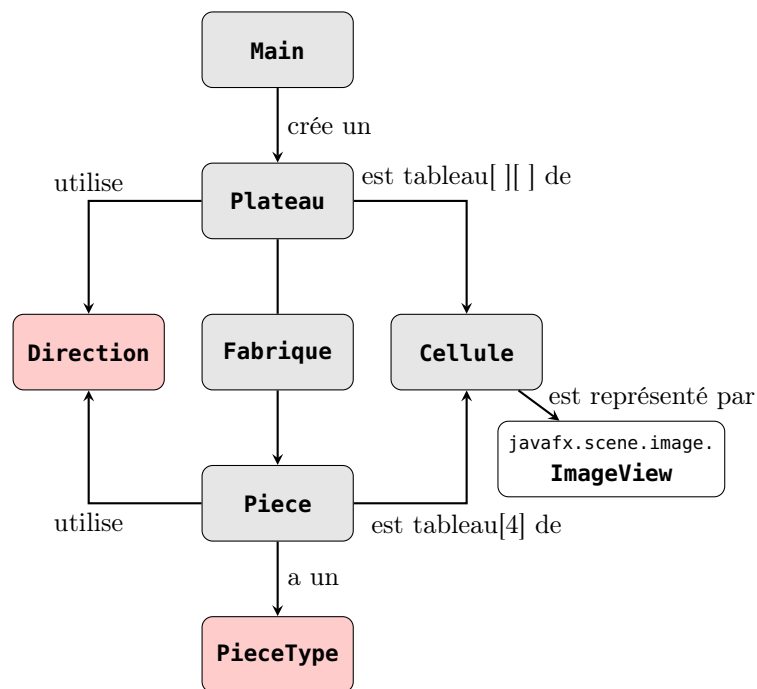 Main
crée un
utilise
est tableau[ ][ ] de
Plateau
Direction
Fabrique
Cellule
est représenté par
javafx.scene.image.
ImageView
Piece
utilise
est tableau[4] de
a un
PieceType